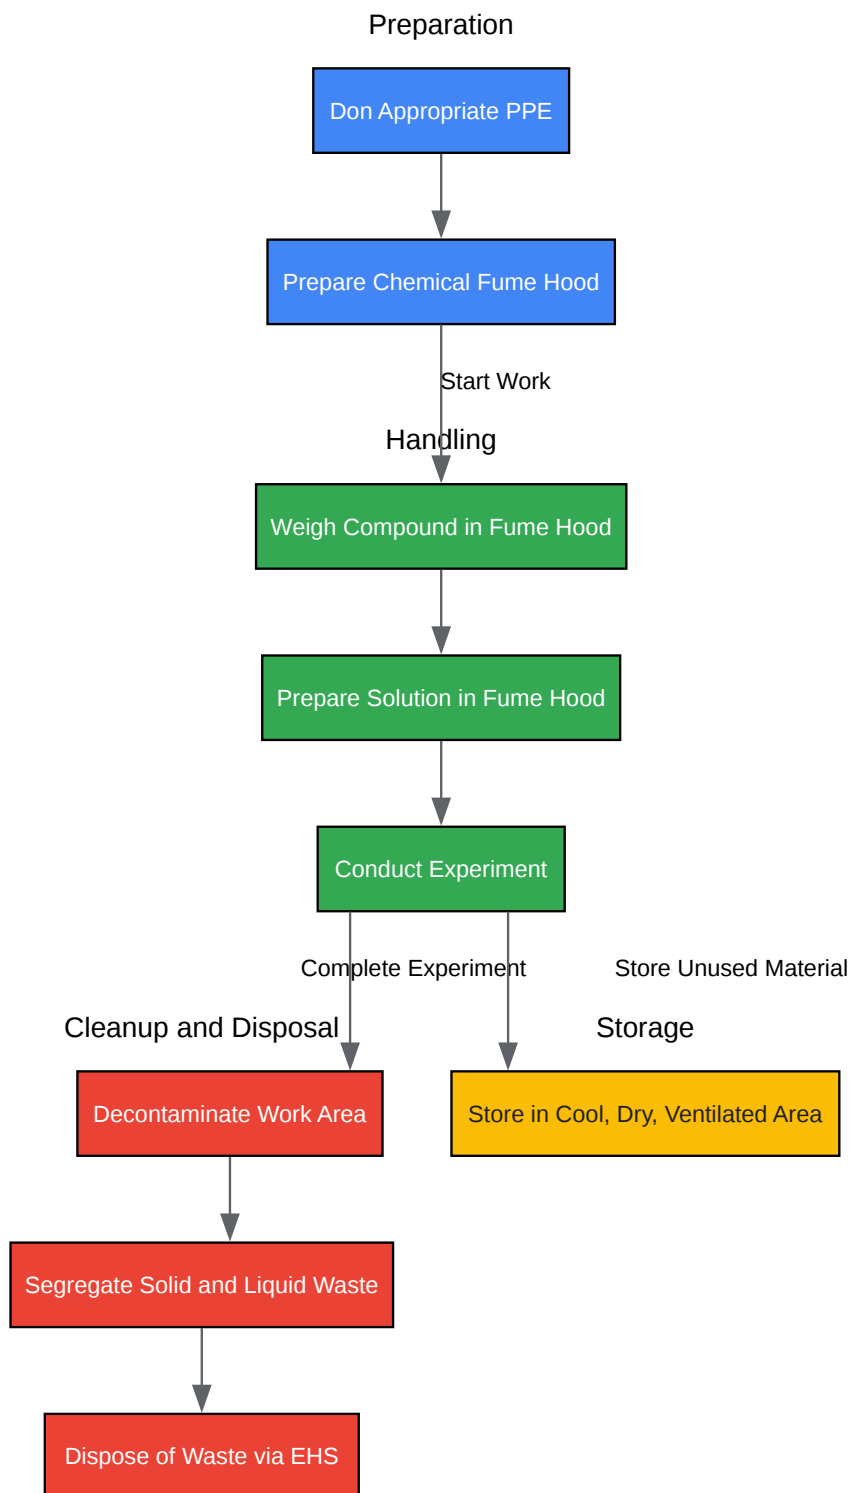 Preparation
Don Appropriate PPE
Prepare Chemical Fume Hood
Start Work
Handling
Weigh Compound in Fume Hood
Prepare Solution in Fume Hood
Conduct Experiment
Complete Experiment
Store Unused Material
Cleanup and Disposal
Storage
Decontaminate Work Area
Store in Cool, Dry, Ventilated Area
Segregate Solid and Liquid Waste
Dispose of Waste via EHS